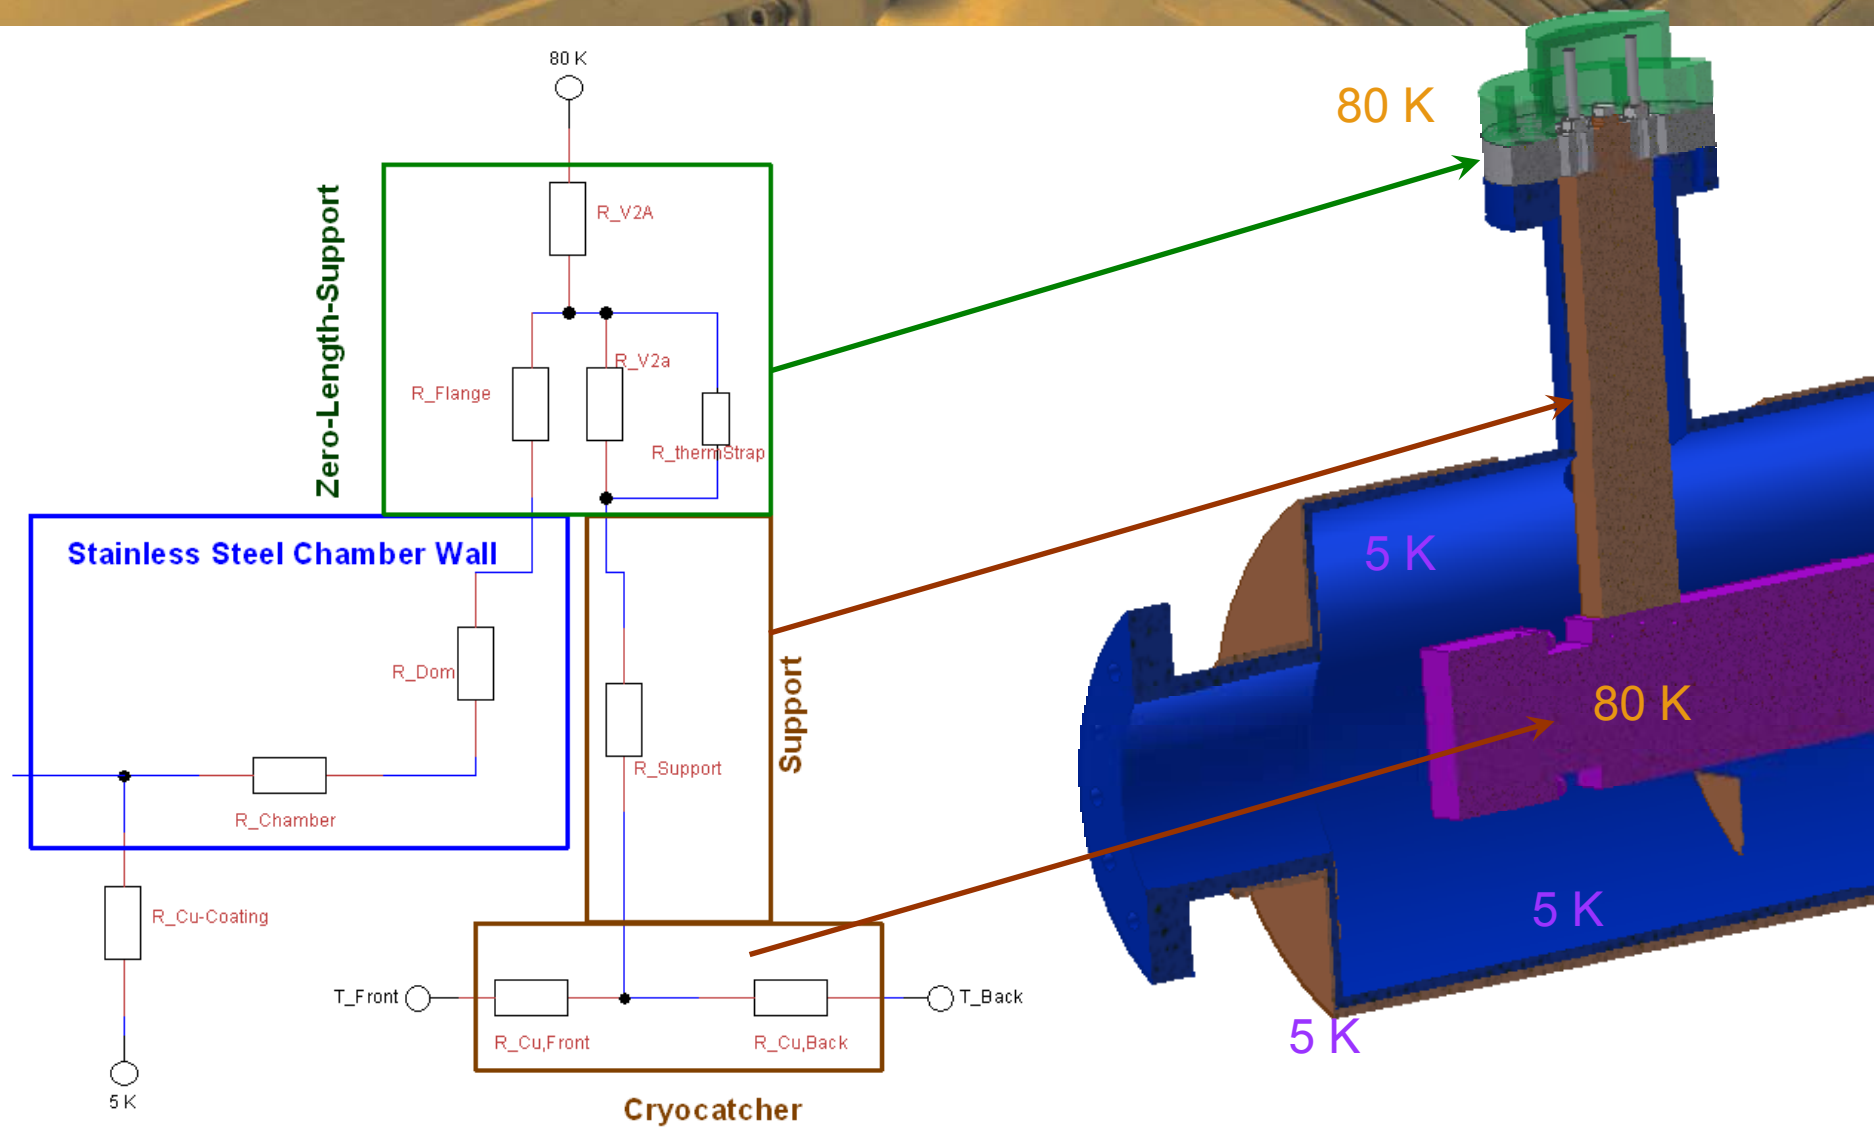 80 K
R_V2A
Zero-Length-Support
R_V2a
R_Flange
R_thermStrap
Stainless Steel Chamber Wall
R_Dom
R_Chamber
R_Support
Support
R_Cu-Coating
5 K
T_Front
T_Back
R_Cu,Front
R_Cu,Back
Cryocatcher
80 K
5 K
80 K
5 K
5 K